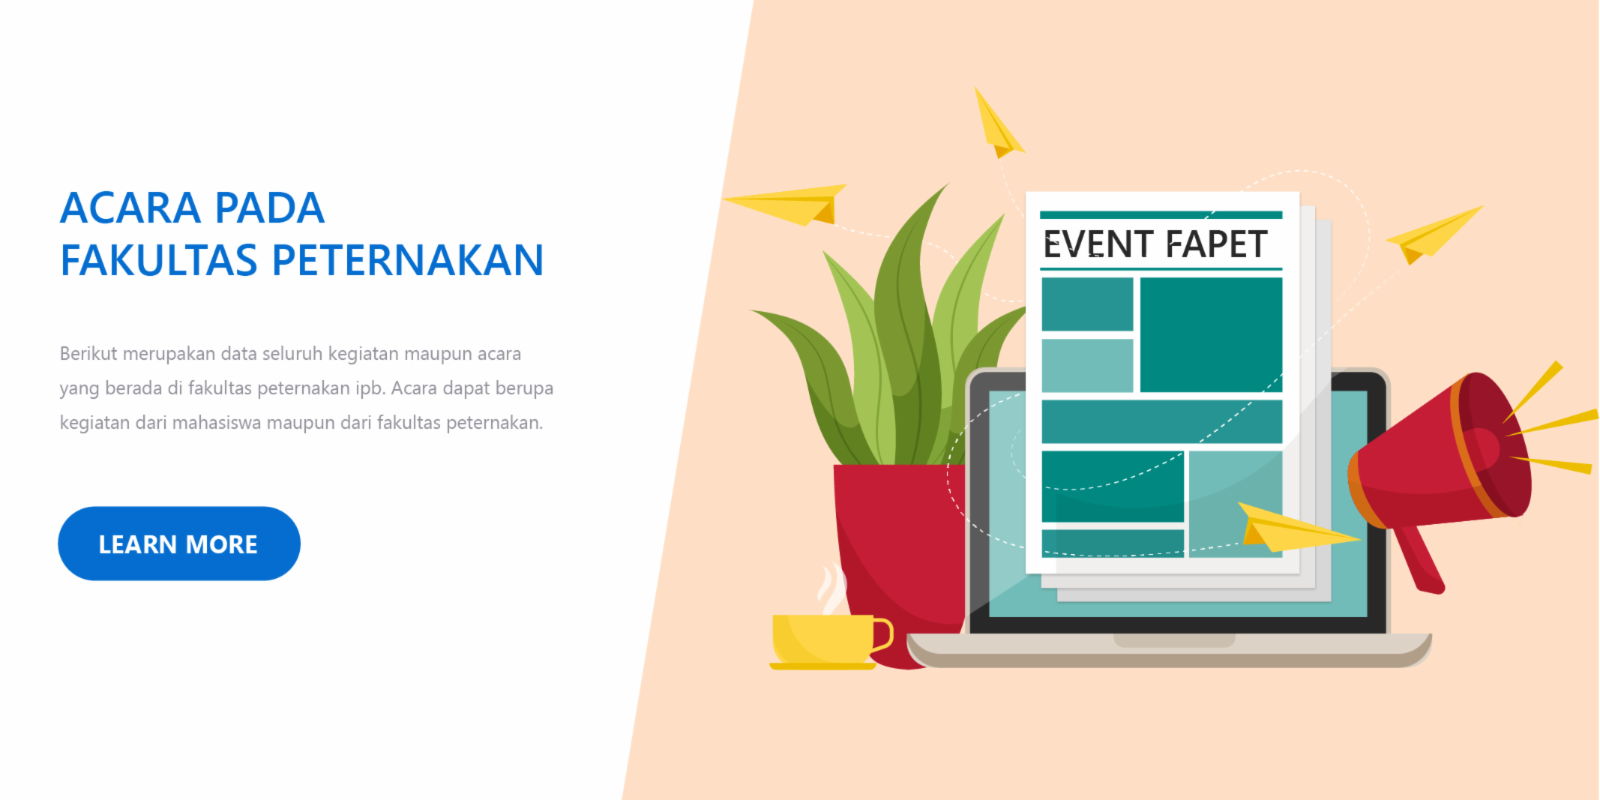 ACARA PADA
FAKULTAS PETERNAKAN
Berikut merupakan data seluruh kegiatan maupun acara
yang berada di fakultas peternakan ipb. Acara dapat berupa
kegiatan dari mahasiswa maupun dari fakultas peternakan.
LEARN MORE
EVENT FAPET